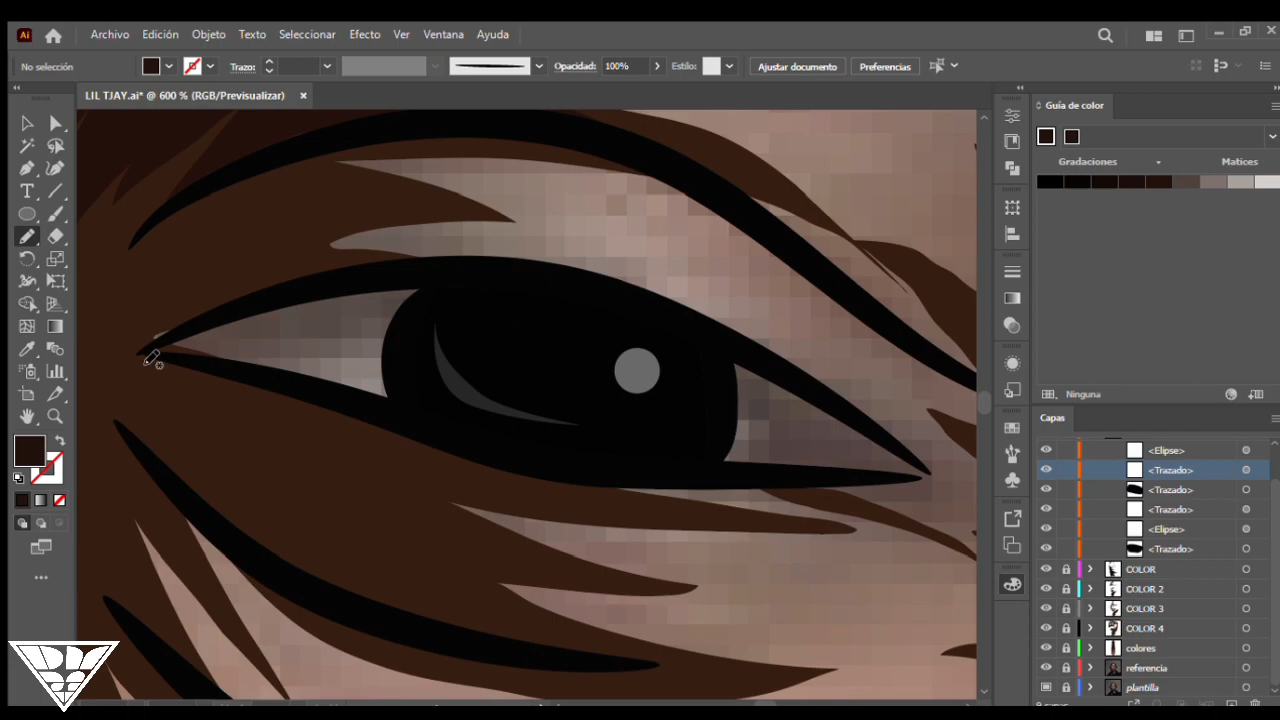 Ai
Archivo Edición Objeto Texto Seleccionar Efecto Ver Ventana Ayuda
No selección Trazo: Opacidad: 100% Estilo: Ajustar documento Preferencias
LIL TJAY.ai* @ 600 % (RGB/Previsualizar)
Guía de color
Gradaciones Matices
Ninguna
Capas
<Elipse>
<Trazado>
<Trazado>
<Trazado>
<Elipse>
<Trazado>
COLOR
COLOR 2
COLOR 3
COLOR 4
colores
referencia
plantilla